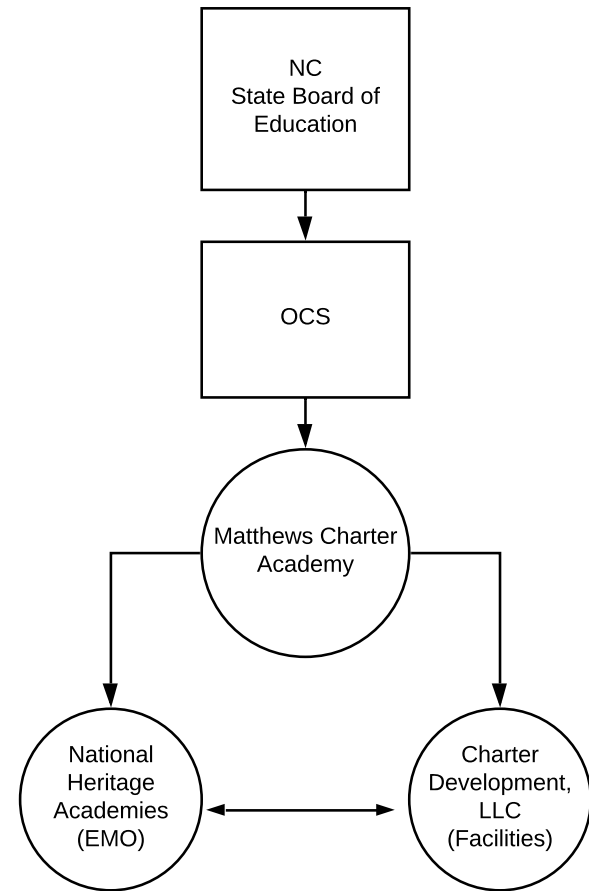 NC
State Board of
Education
OCS
Matthews Charter
Academy
National
Heritage
Academies
(EMO)
Charter
Development,
LLC
(Facilities)